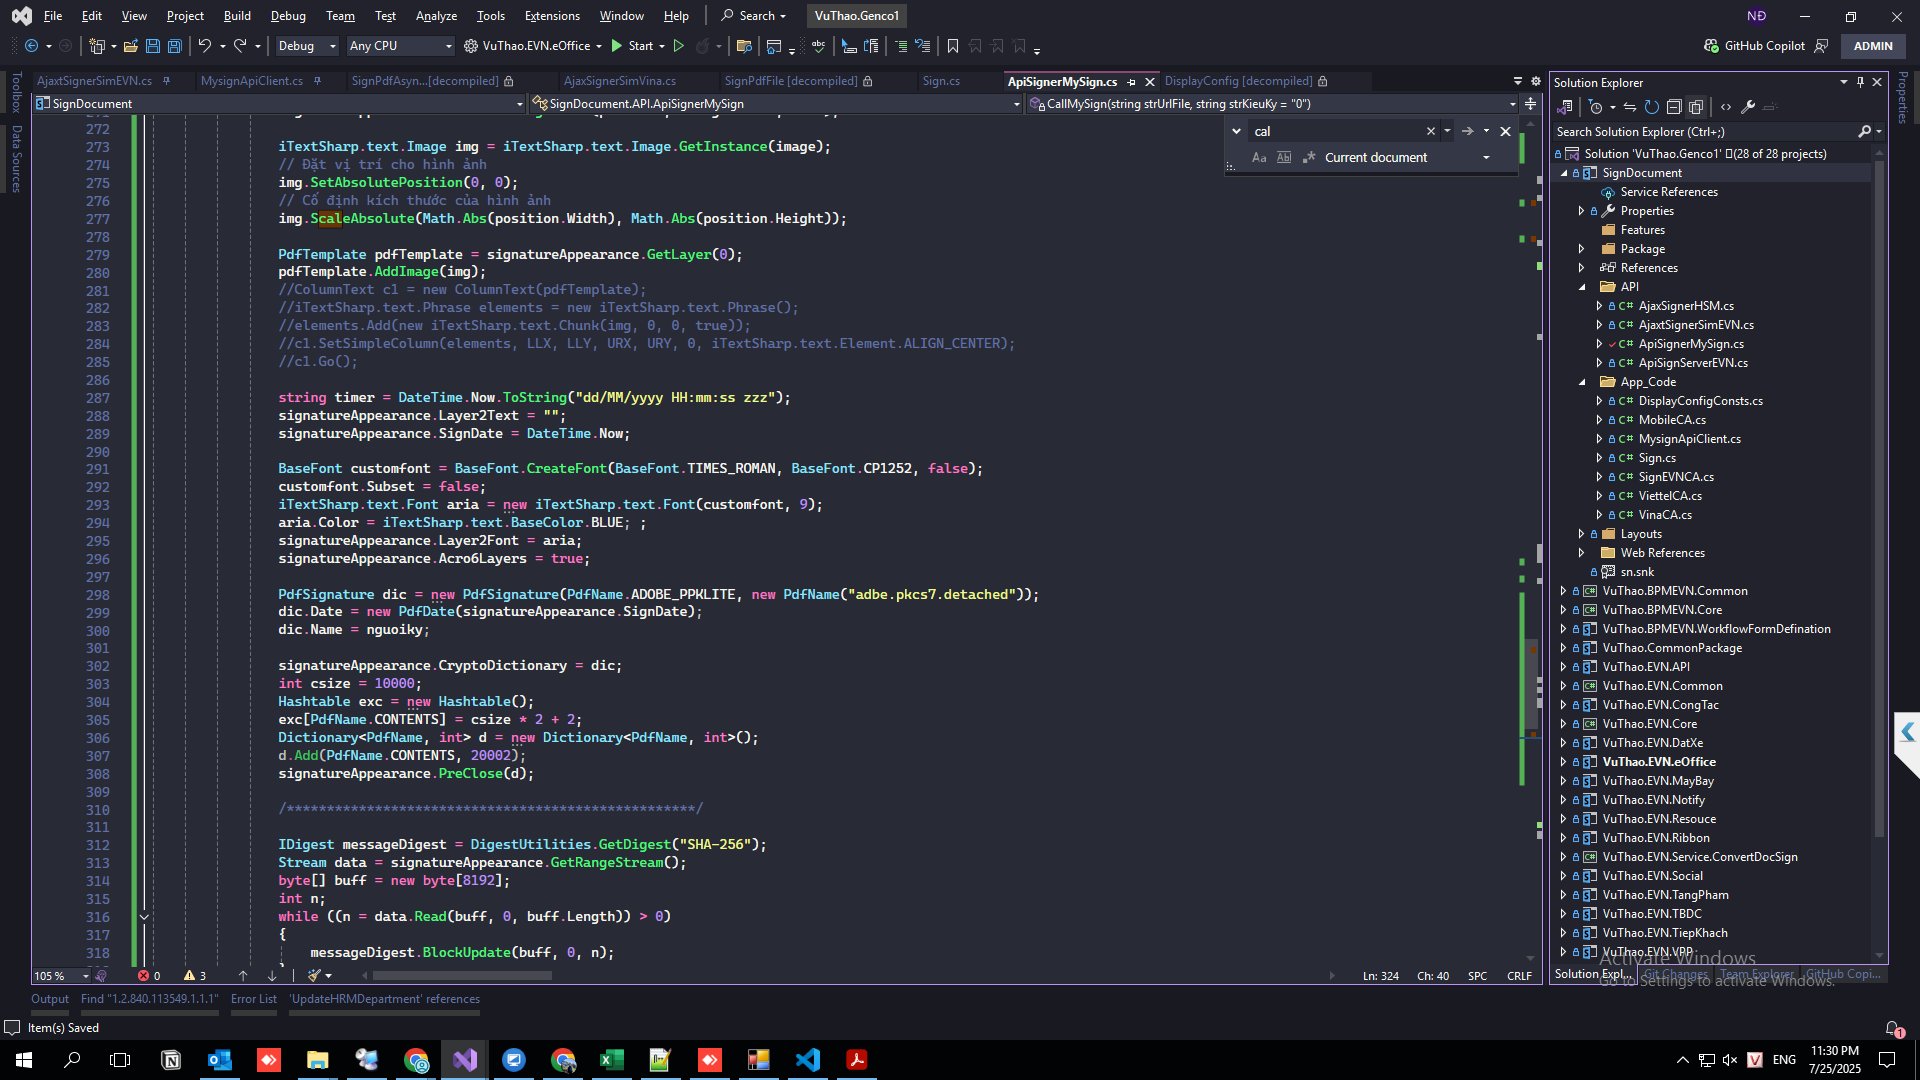 File Edit View Project Build Debug Team Test Analyze Tools Extensions Window Help Search VuThao.Genco1 NĐ
Debug Any CPU VuThao.EVN.eOffice Start GitHub Copilot ADMIN
Toolbox
Data Sources
AjaxtSignerSimEVN.cs MysignApiClient.cs SignPdfAsyn...[decompiled] AjaxtSignerSimVina.cs SignPdfFile [decompiled] Sign.cs ApiSignerMySign.cs DisplayConfig [decompiled]
SignDocument SignDocument.API.ApiSignerMySign CallMySign(string strUrlFile, string strKieuKy = "0")
cal
Aa Ab Current document
272
273 iTextSharp.text.Image img = iTextSharp.text.Image.GetInstance(image);
274 // Đặt vị trí cho hình ảnh
275 img.SetAbsolutePosition(0, 0);
276 // Cố định kích thước của hình ảnh
277 img.ScaleAbsolute(Math.Abs(position.Width), Math.Abs(position.Height));
278
279 PdfTemplate pdfTemplate = signatureAppearance.GetLayer(0);
280 pdfTemplate.AddImage(img);
281 //ColumnText c1 = new ColumnText(pdfTemplate);
282 //iTextSharp.text.Phrase elements = new iTextSharp.text.Phrase();
283 //elements.Add(new iTextSharp.text.Chunk(img, 0, 0, true));
284 //c1.SetSimpleColumn(elements, LLX, LLY, URX, URY, 0, iTextSharp.text.Element.ALIGN_CENTER);
285 //c1.Go();
286
287 string timer = DateTime.Now.ToString("dd/MM/yyyy HH:mm:ss zzz");
288 signatureAppearance.Layer2Text = "";
289 signatureAppearance.SignDate = DateTime.Now;
290
291 BaseFont customfont = BaseFont.CreateFont(BaseFont.TIMES_ROMAN, BaseFont.CP1252, false);
292 customfont.Subset = false;
293 iTextSharp.text.Font aria = new iTextSharp.text.Font(customfont, 9);
294 aria.Color = iTextSharp.text.BaseColor.BLUE; ;
295 signatureAppearance.Layer2Font = aria;
296 signatureAppearance.Acro6Layers = true;
297
298 PdfSignature dic = new PdfSignature(PdfName.ADOBE_PPKLITE, new PdfName("adbe.pkcs7.detached"));
299 dic.Date = new PdfDate(signatureAppearance.SignDate);
300 dic.Name = nguoiky;
301
302 signatureAppearance.CryptoDictionary = dic;
303 int csize = 10000;
304 Hashtable exc = new Hashtable();
305 exc[PdfName.CONTENTS] = csize * 2 + 2;
306 Dictionary<PdfName, int> d = new Dictionary<PdfName, int>();
307 d.Add(PdfName.CONTENTS, 20002);
308 signatureAppearance.PreClose(d);
309
310 /***************************************************/
311
312 IDigest messageDigest = DigestUtilities.GetDigest("SHA-256");
313 Stream data = signatureAppearance.GetRangeStream();
314 byte[] buff = new byte[8192];
315 int n;
316 while ((n = data.Read(buff, 0, buff.Length)) > 0)
317 {
318 messageDigest.BlockUpdate(buff, 0, n);
105 % 0 3 Ln: 324 Ch: 40 SPC CRLF
Output Find "1.2.840.113549.1.1.1" Error List 'UpdateHRMDepartment' references
Item(s) Saved
Solution Explorer
Search Solution Explorer (Ctrl+;)
Solution 'VuThao.Genco1' (28 of 28 projects)
SignDocument
Service References
Properties
Features
Package
References
API
C# AjaxSignerHSM.cs
C# AjaxtSignerSimEVN.cs
C# ApiSignerMySign.cs
C# ApiSignServerEVN.cs
App_Code
C# DisplayConfigConsts.cs
C# MobileCA.cs
C# MysignApiClient.cs
C# Sign.cs
C# SignEVNCA.cs
C# ViettelCA.cs
C# VinaCA.cs
Layouts
Web References
sn.snk
VuThao.BPMEVN.Common
VuThao.BPMEVN.Core
VuThao.BPMEVN.WorkflowFormDefination
VuThao.CommonPackage
VuThao.EVN.API
VuThao.EVN.Common
VuThao.EVN.CongTac
VuThao.EVN.Core
VuThao.EVN.DatXe
VuThao.EVN.eOffice
VuThao.EVN.MayBay
VuThao.EVN.Notify
VuThao.EVN.Resouce
VuThao.EVN.Ribbon
VuThao.EVN.Service.ConvertDocSign
VuThao.EVN.Social
VuThao.EVN.TangPham
VuThao.EVN.TBDC
VuThao.EVN.TiepKhach
VuThao.EVN.VPP
Solution Expl... Git Changes Team Explorer GitHub Copi...
Activate Windows
Go to Settings to activate Windows.
Properties
1
ENG
11:30 PM
7/25/2025